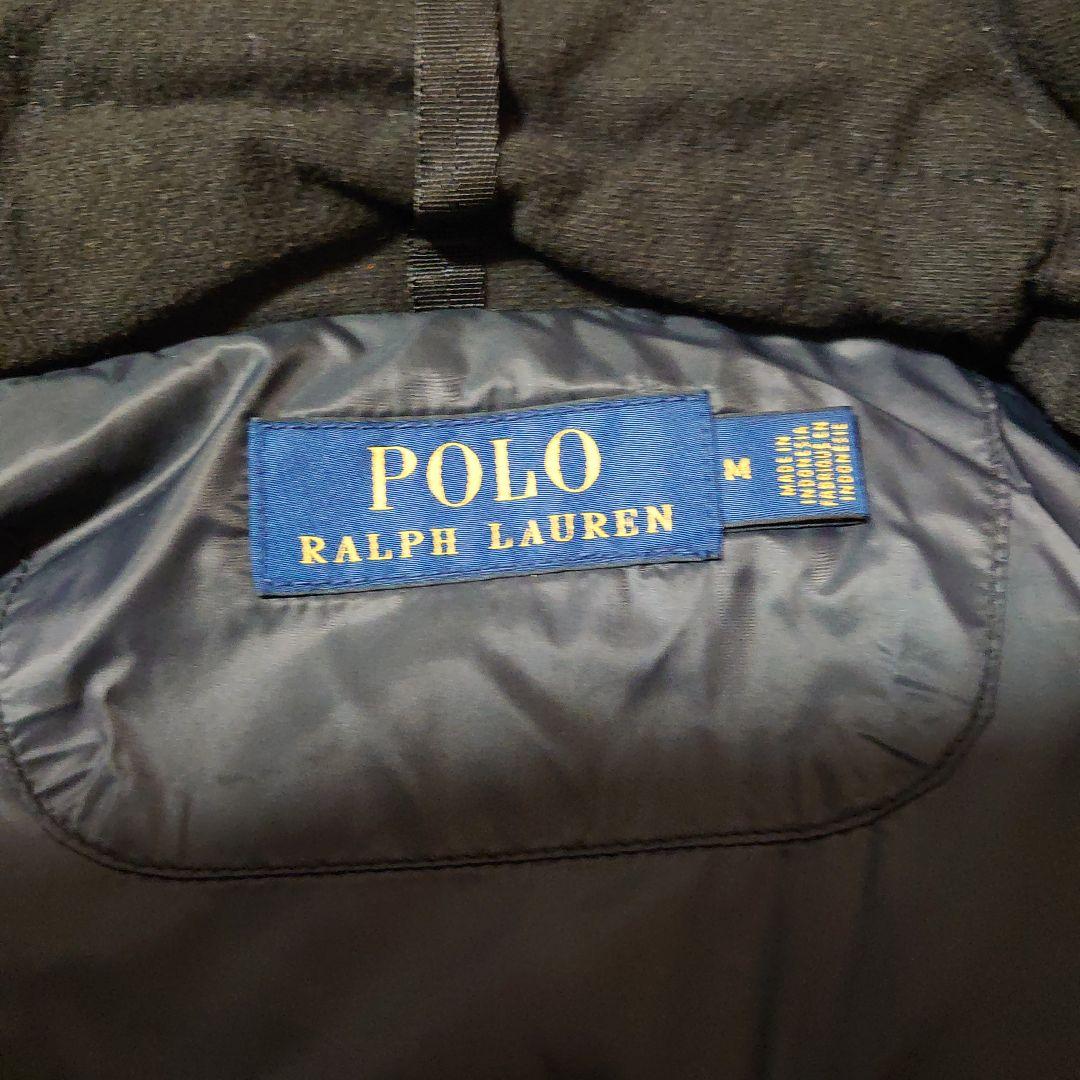 POLO
RALPH LAUREN
M
MADE IN
INDONESIA
FABRIQUE EN
INDONESIE